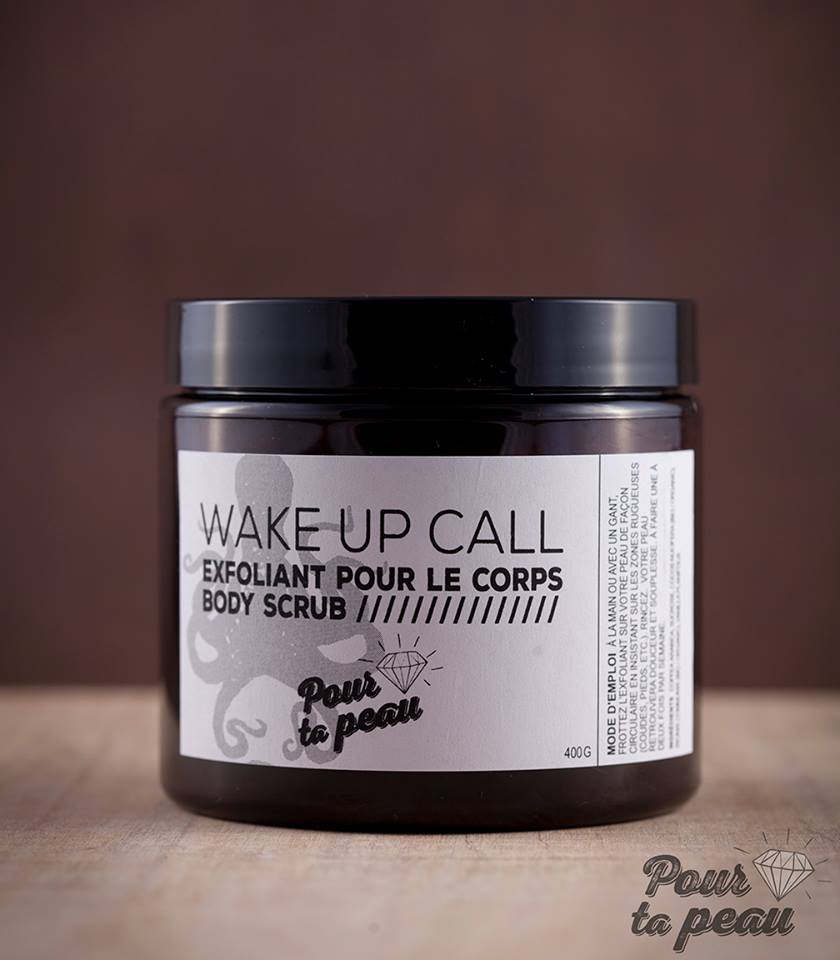 WAKE UP CALL
EXFOLIANT POUR LE CORPS
BODY SCRUB //////////////
Pour
ta peau
400 G
MODE D'EMPLOI À LA MAIN OU AVEC UN GANT,
FROTTEZ L'EXFOLIANT SUR VOTRE PEAU DE FAÇON
CIRCULAIRE EN INSISTANT SUR LES ZONES RUGUEUSES
(COUDES, PIEDS, ETC.). RINCEZ. VOTRE PEAU
RETROUVERA DOUCEUR ET SOUPLESSE. À FAIRE UNE À
DEUX FOIS PAR SEMAINE.
Pour
ta peau